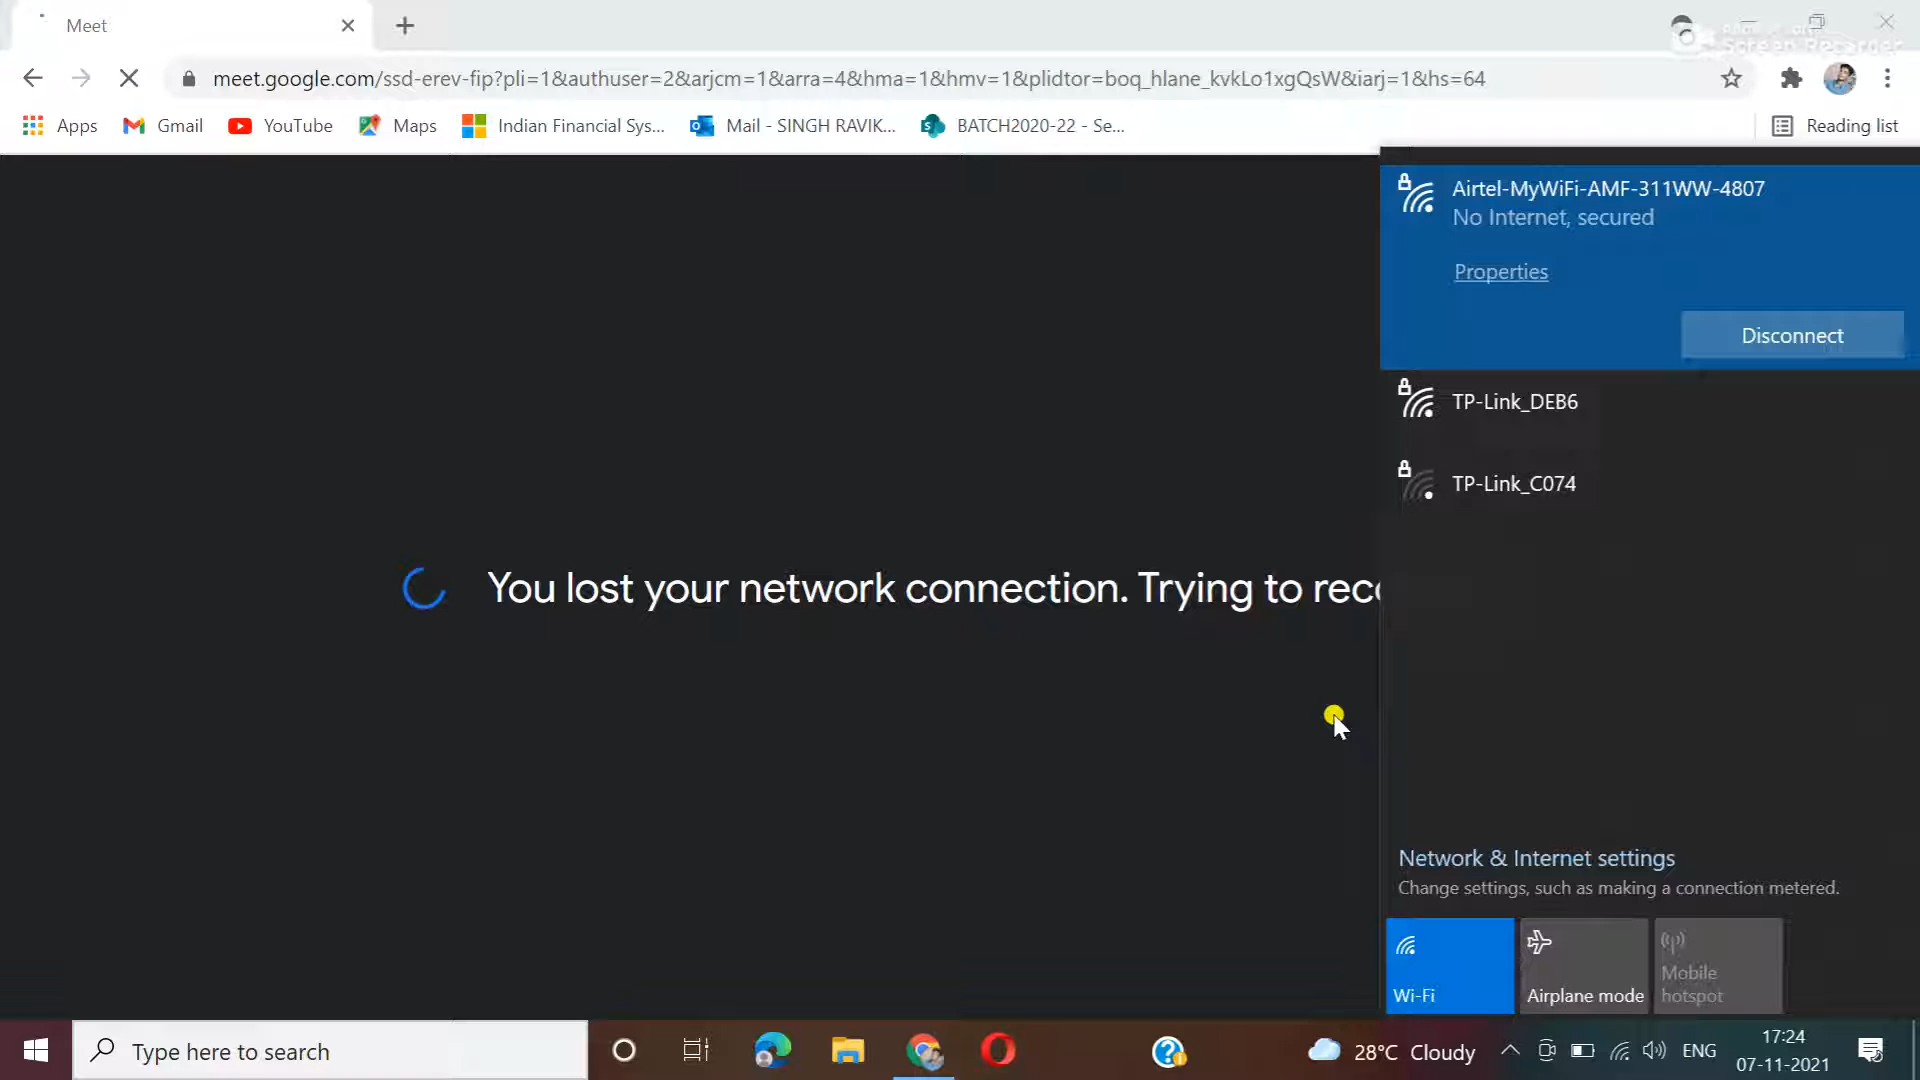 Meet
Screen Recorder
meet.google.com/ssd-erev-fip?pli=1&authuser=2&arjcm=1&arra=4&hma=1&hmv=1&plidtor=boq_hlane_kvkLo1xgQsW&iarj=1&hs=64
Apps Gmail YouTube Maps Indian Financial Sys... Mail - SINGH RAVIK... BATCH2020-22 - Se... Reading list
Airtel-MyWiFi-AMF-311WW-4807
No Internet, secured
Properties
Disconnect
TP-Link_DEB6
TP-Link_C074
You lost your network connection. Trying to reco
Network & Internet settings
Change settings, such as making a connection metered.
Wi-Fi
Airplane mode
Mobile
hotspot
Type here to search
28°C Cloudy
ENG
17:24
07-11-2021